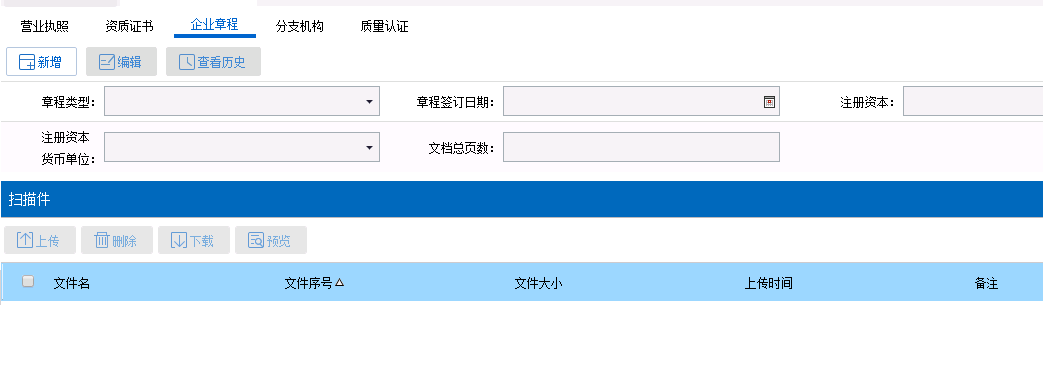 营业执照 资质证书 企业章程 分支机构 质量认证
新增 编辑 查看历史
章程类型: 章程签订日期: 注册资本:
注册资本
货币单位: 文档总页数:
扫描件
上传 删除 下载 预览
文件名 文件序号△ 文件大小 上传时间 备注